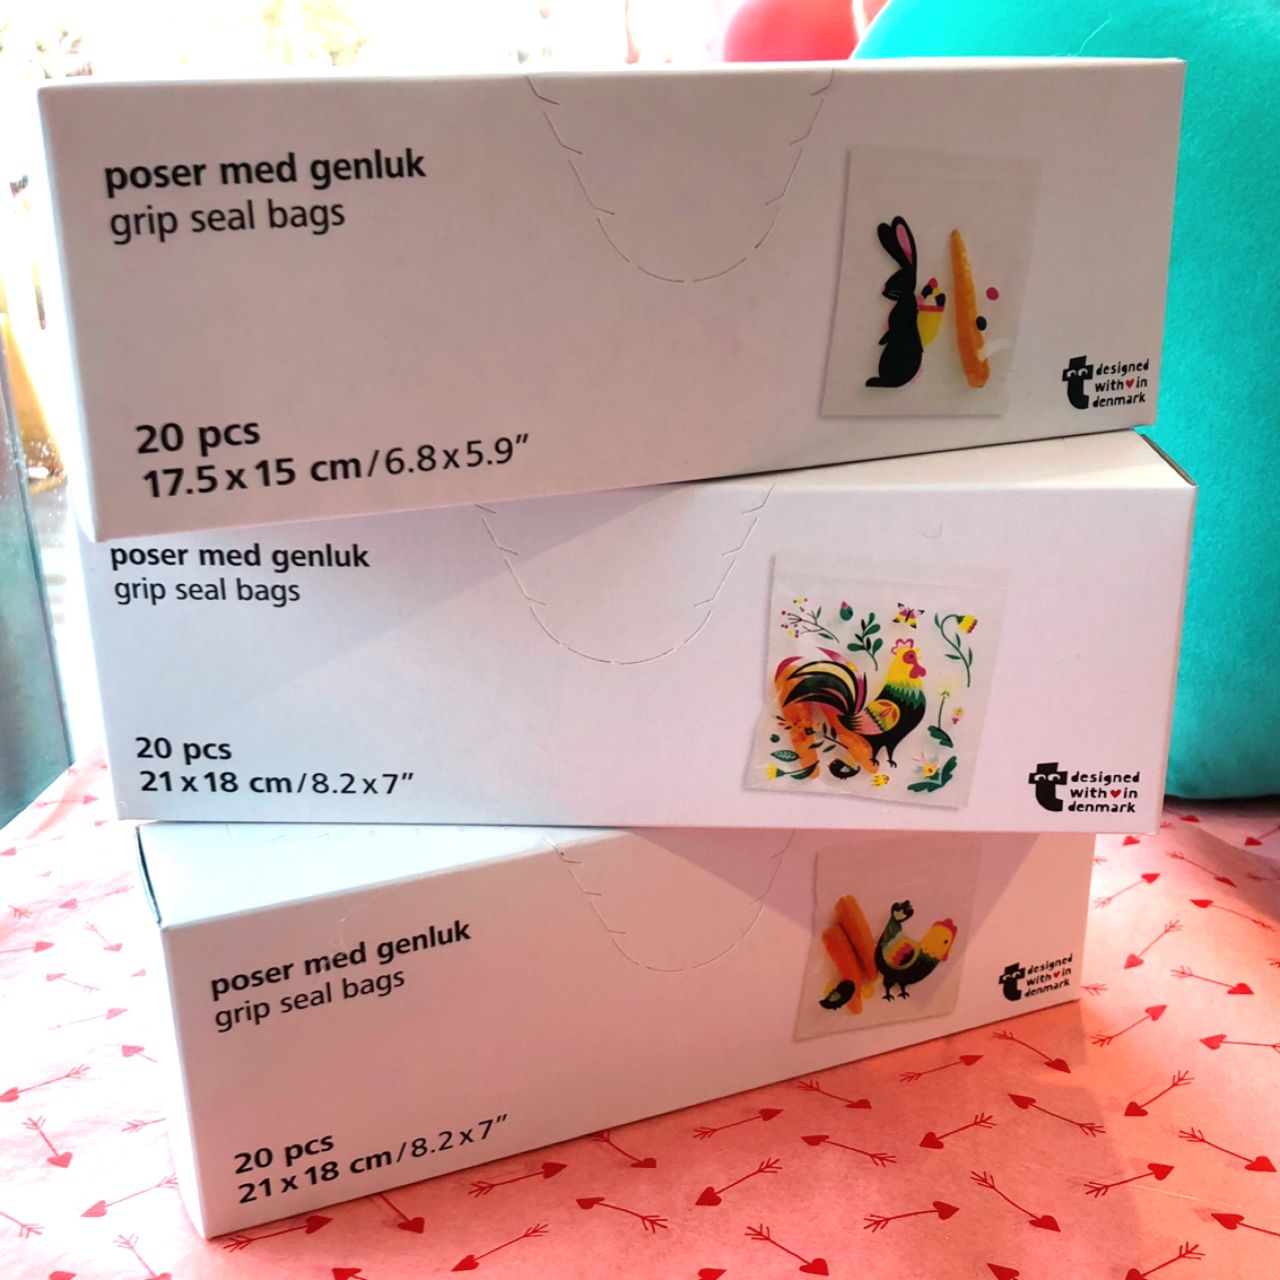 poser med genluk
grip seal bags
20 pcs
17.5 x 15 cm/6.8 x 5.9”
designed
with♥in
denmark
poser med genluk
grip seal bags
20 pcs
21 x 18 cm/8.2 x 7”
designed
with♥in
denmark
poser med genluk
grip seal bags
20 pcs
21 x 18 cm/8.2 x 7”
designed
with♥in
denmark